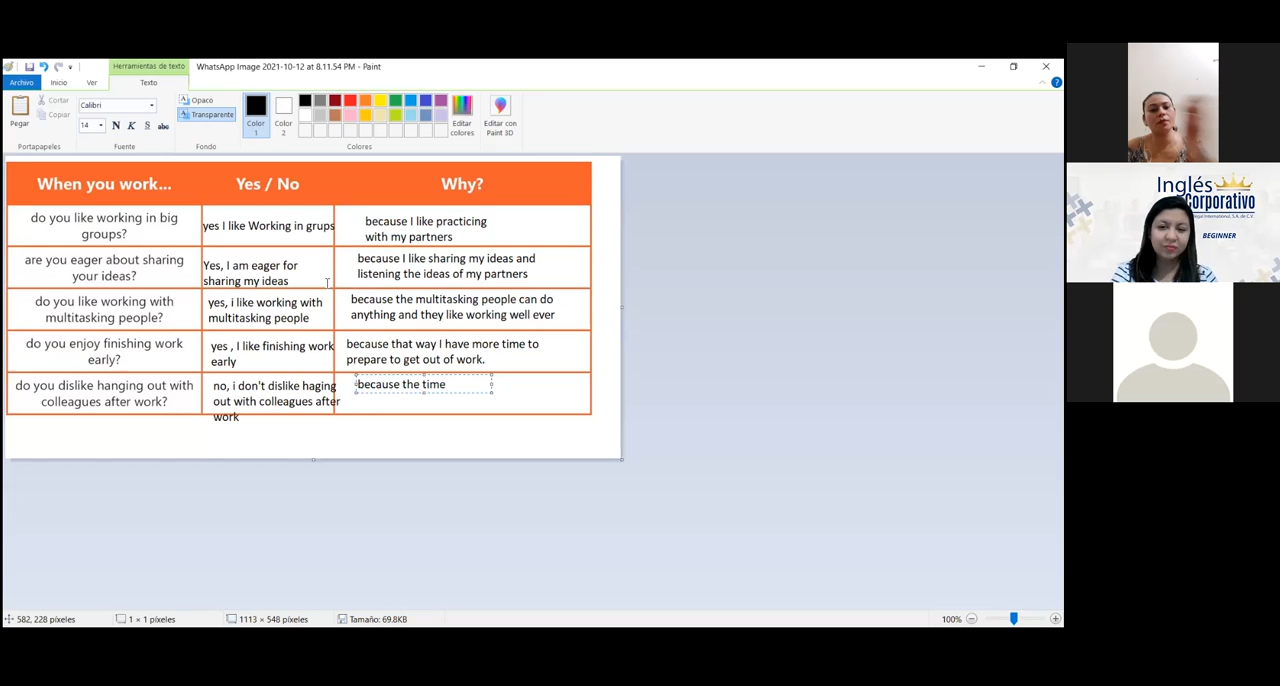 Herramientas de texto
WhatsApp Image 2021-10-12 at 8.11.54 PM - Paint
Archivo
Inicio
Ver
Texto
Pegar
Cortar
Copiar
Portapapeles
Calibri
14
N K S abc
Fuente
Opaco
Transparente
Fondo
Color
1
Color
2
Editar
colores
Editar con
Paint 3D
Colores
When you work...
Yes / No
Why?
do you like working in big
groups?
yes I like Working in grups
because I like practicing
with my partners
are you eager about sharing
your ideas?
Yes, I am eager for
sharing my ideas
because I like sharing my ideas and
listening the ideas of my partners
do you like working with
multitasking people?
yes, i like working with
multitasking people
because the multitasking people can do
anything and they like working well ever
do you enjoy finishing work
early?
yes , I like finishing work
early
because that way I have more time to
prepare to get out of work.
do you dislike hanging out with
colleagues after work?
no, i don't dislike haging
out with colleagues after
work
because the time
582, 228 píxeles
1 × 1 píxeles
1113 × 548 píxeles
Tamaño: 69.8KB
100%
Inglés
Corporativo
BEGINNER